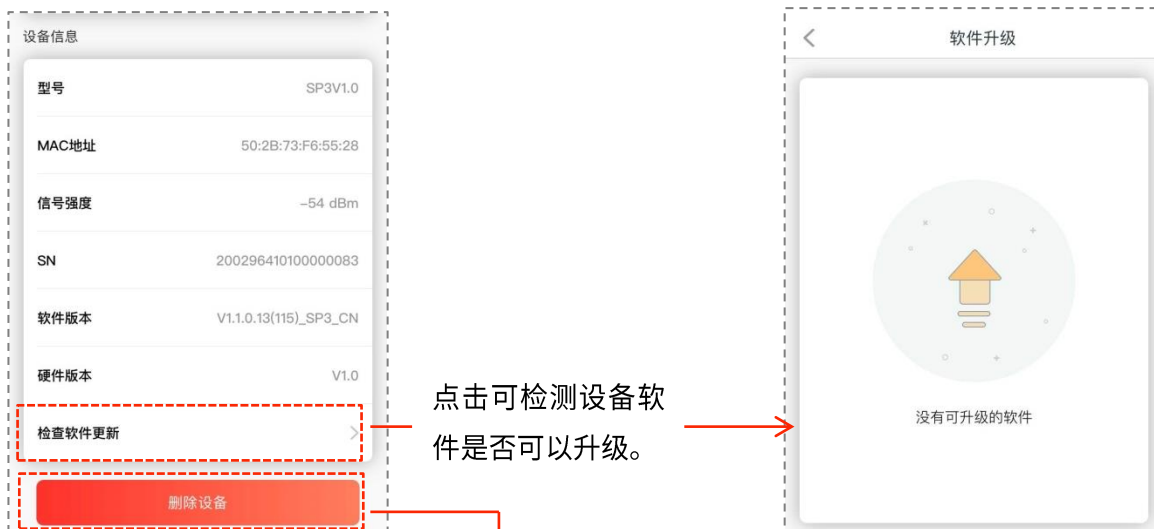 设备信息
型号 SP3V1.0
MAC地址 50:2B:73:F6:55:28
信号强度 -54 dBm
SN 200296410100000083
软件版本 V1.1.0.13(115)_SP3_CN
硬件版本 V1.0
检查软件更新
删除设备
点击可检测设备软
件是否可以升级。
软件升级
没有可升级的软件